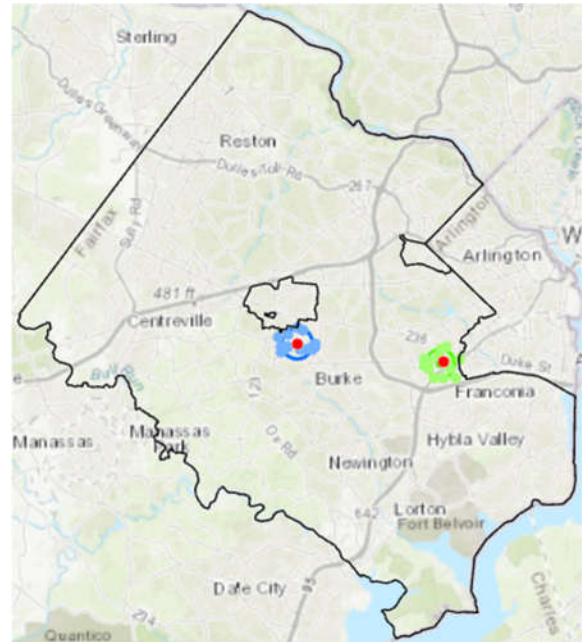 Sterling
Dulles Greenway
Reston
Dulles Toll Rd
267
Fairfax
Sully Rd
Arlington
Arlington
W
481 ft
Centreville
236
Duke St
Bull Run
Burke
Franconia
123
Manassas
Manassas
Park
Ox Rd
Hybla Valley
Newington
Lorton
642
Fort Belvoir
Dale City
95
Charles
234
Quantico